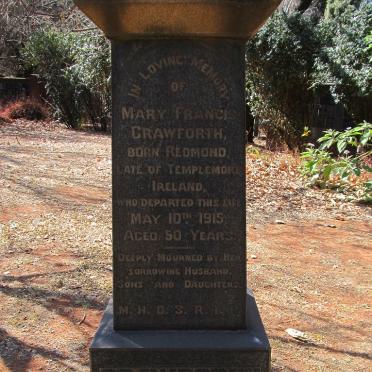 In Loving Memory
of
Mary Francis
Crawforth,
born Redmond,
late of Templemore
Ireland,
who departed this life
May 10th 1915
Aged 50 Years.
Deeply Mourned by Her
sorrowing Husband,
Sons and Daughters.
M. H. D. S. R. I. P.